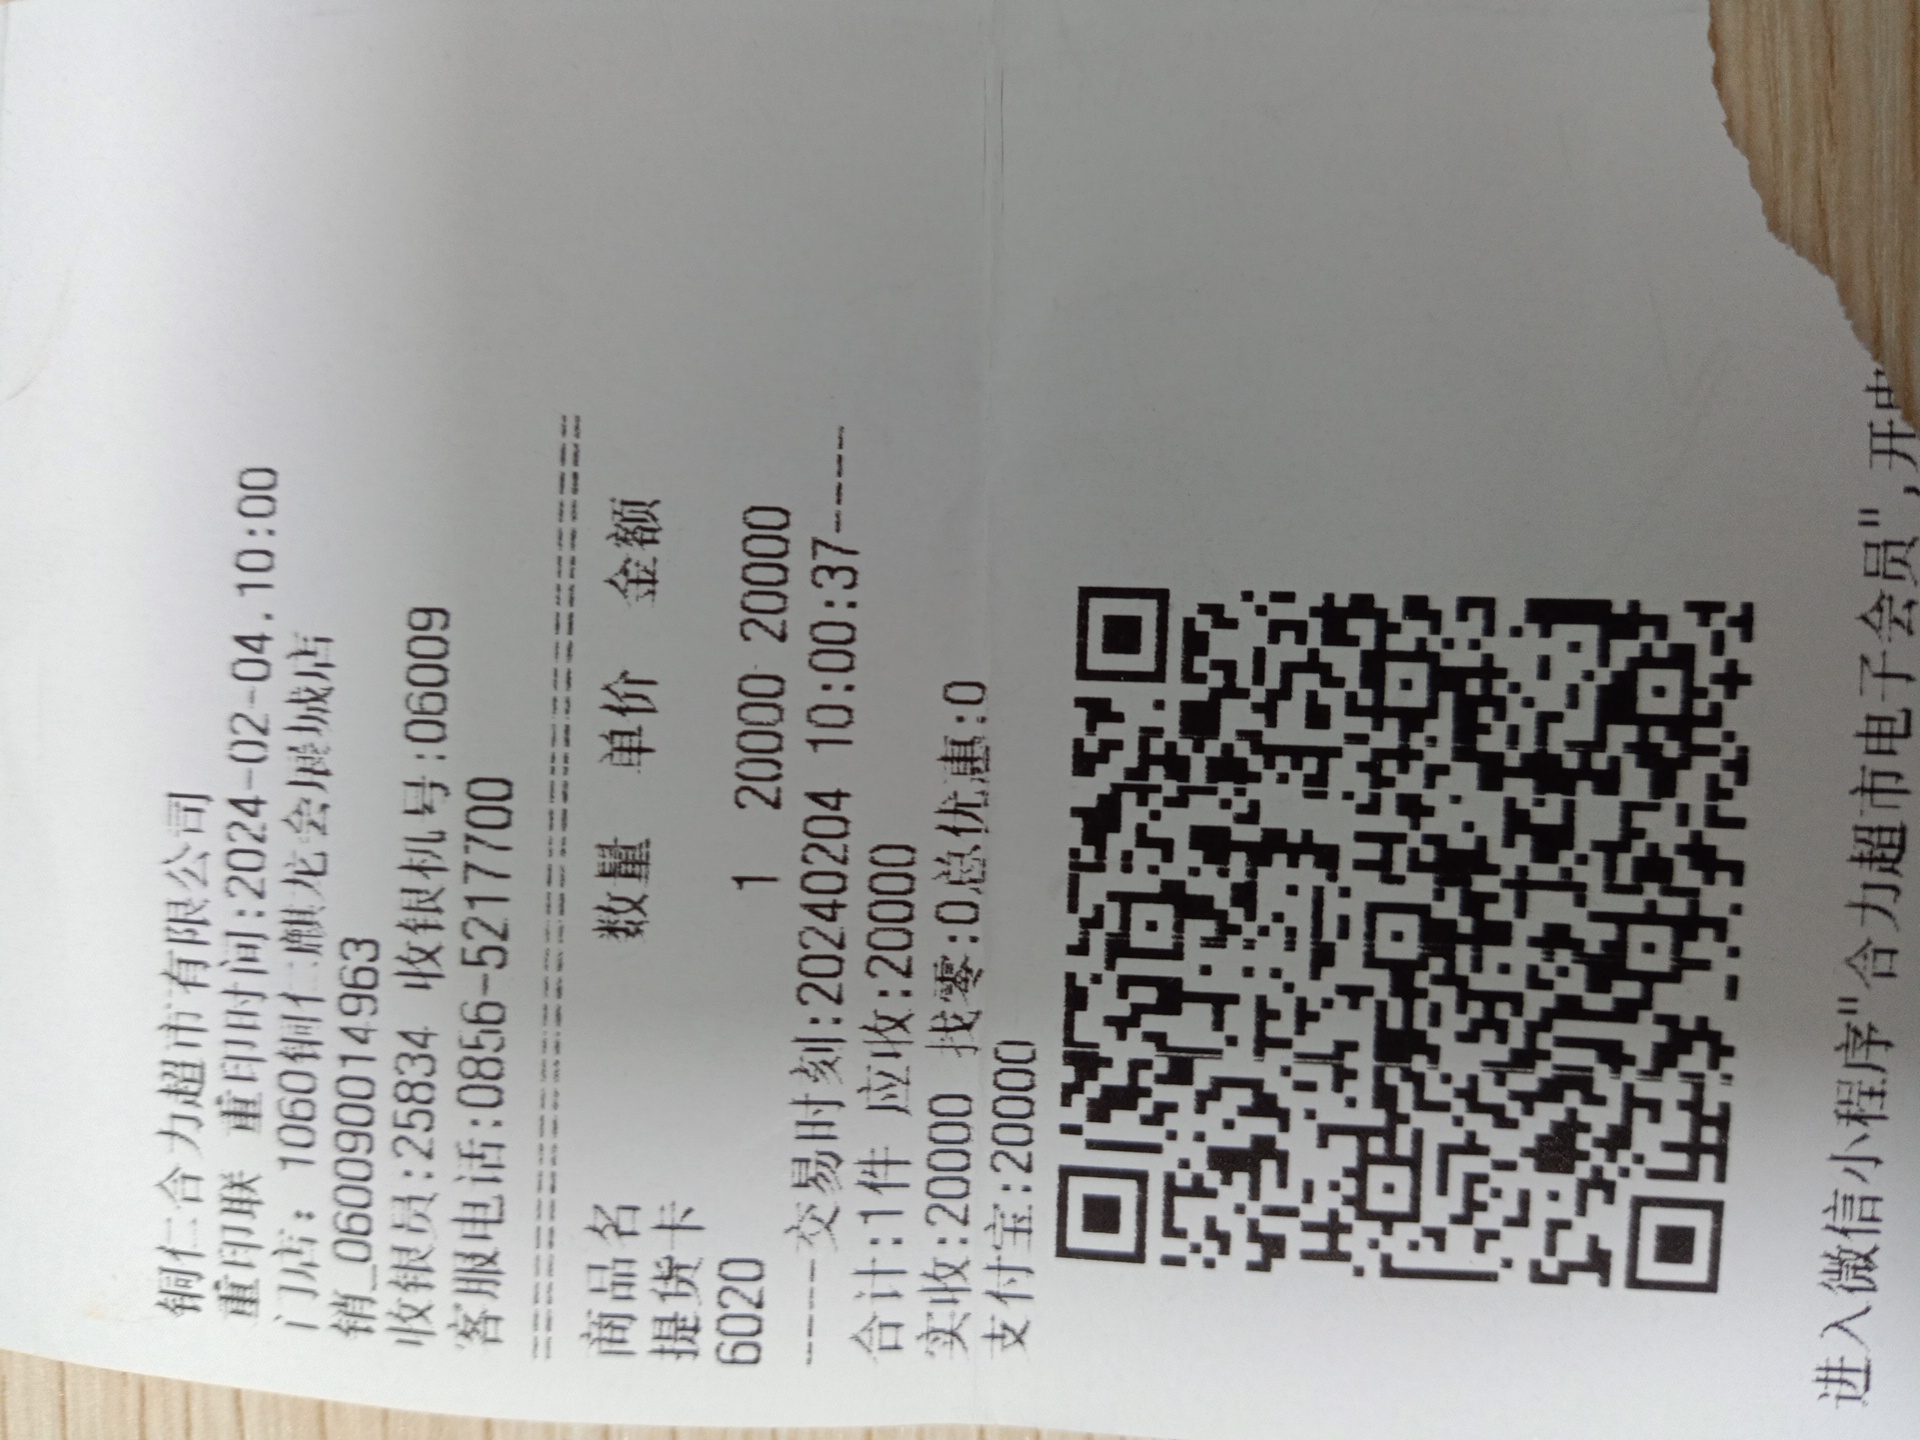 铜仁合力超市有限公司
重印联 重印时间:2024-02-04.10:00
门店: 1060铜仁麒龙会展城店
销_0600900149​63
收银员:25834 收银机号:06009
客服电话:0856-5217700
商品名 数量 单价 金额
提货卡
6020 1 20000 20000
-----交易时刻:20240204 10:00:37-----
合计:1件 应收:20000
实收:20000 找零:0总优惠:0
支付宝:20000
进入微信小程序"合力超市电子会员",开